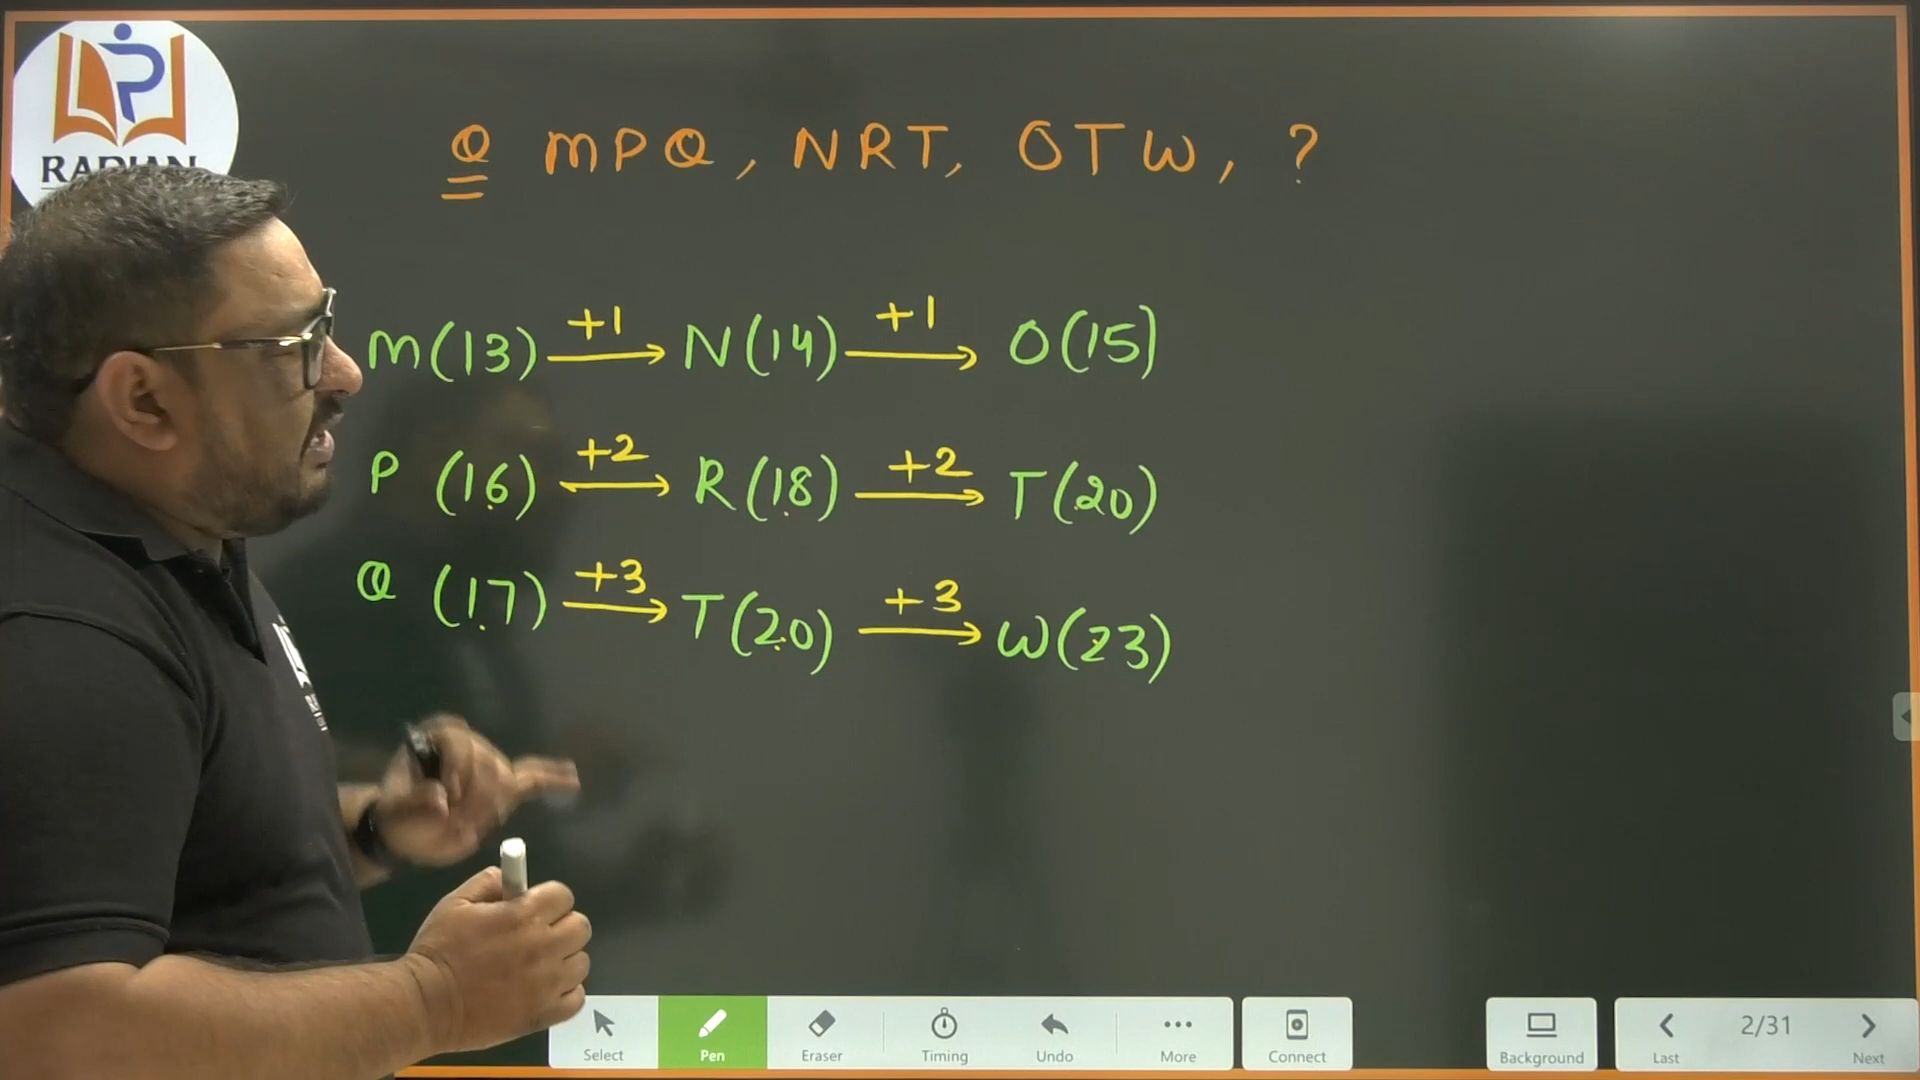 RADIAN
Q MPQ, NRT, OTW, ?
M(13) +1 N(14) +1 O(15)
P (16) +2 R(18) +2 T(20)
Q (17) +3 T(20) +3 W(23)
Select Pen Eraser Timing Undo More Connect Background Last 2/31 Next